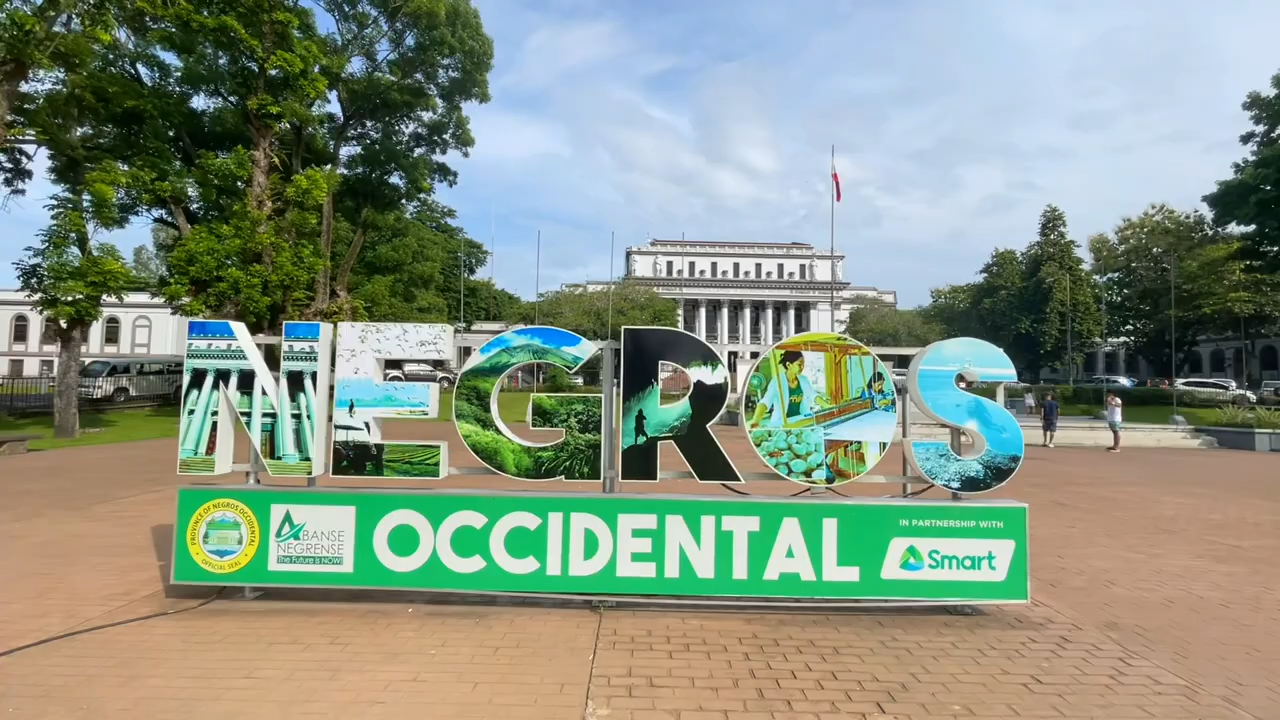 NEGROS
PROVINCE OF NEGROS OCCIDENTAL
OFFICIAL SEAL
ABANSE
NEGRENSE
The Future is NOW!
OCCIDENTAL
IN PARTNERSHIP WITH
Smart